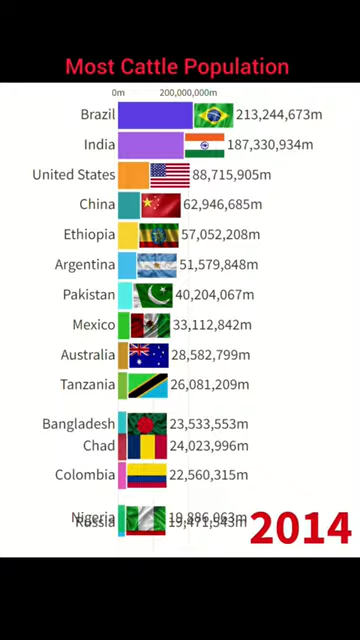 Most Cattle Population
0m 200,000,000m
Brazil 213,244,673m
India 187,330,934m
United States 88,715,905m
China 62,946,685m
Ethiopia 57,052,208m
Argentina 51,579,848m
Pakistan 40,204,067m
Mexico 33,112,842m
Australia 28,582,799m
Tanzania 26,081,209m
Bangladesh 23,533,553m
Chad 24,023,996m
Colombia 22,560,315m
Nigeria
Russia
2014